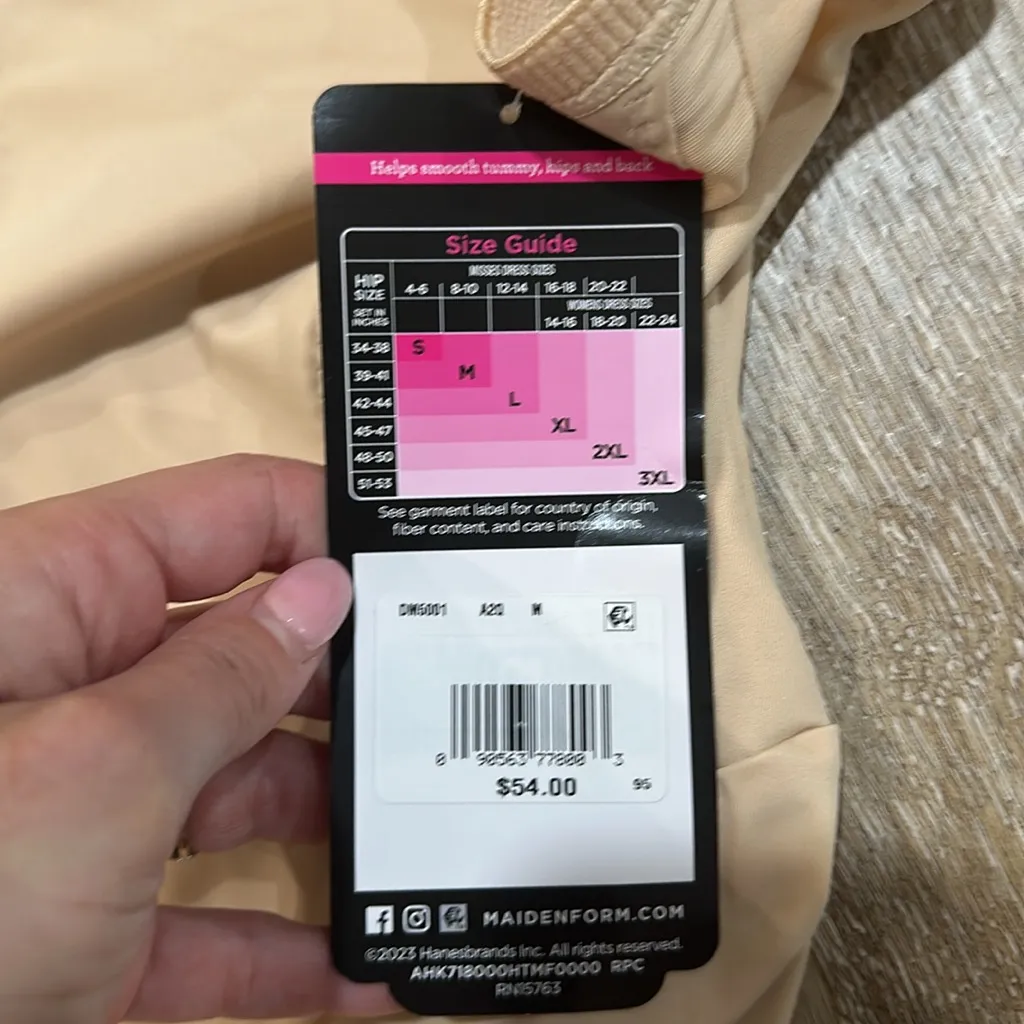 Helps smooth tummy, hips and back
Size Guide
HIP SIZE
SET IN INCHES
MISSES DRESS SIZES
4-6 8-10 12-14 16-18 20-22
WOMENS DRESS SIZES
14-16 18-20 22-24
34-38 S
39-41 M
42-44 L
45-47 XL
48-50 2XL
51-53 3XL
See garment label for country of origin,
fiber content, and care instructions.
DM5001 A2Q M
0 90563 77800 3
$54.00 95
MAIDENFORM.COM
©2023 Hanesbrands Inc. All rights reserved.
AHK718000HTMF0000 RPC
RN15763